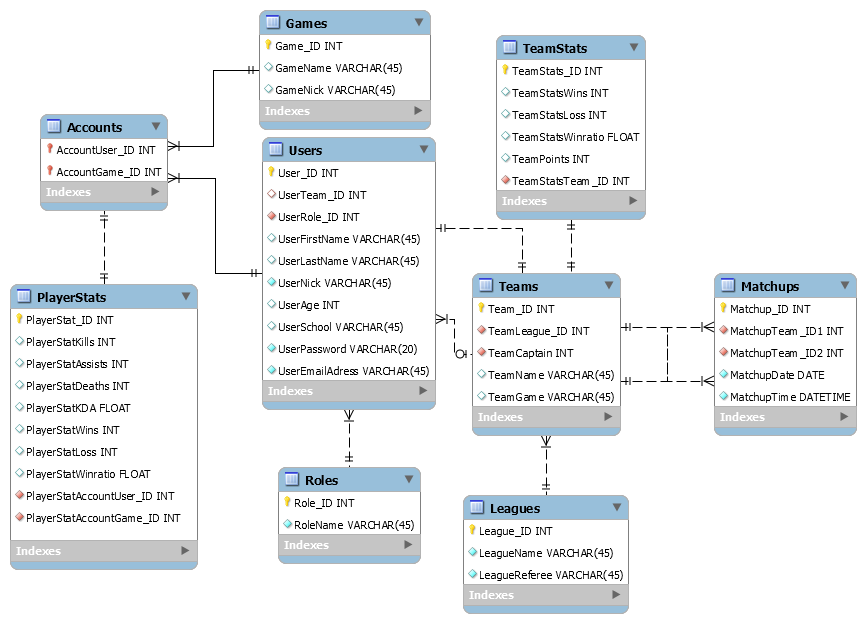 Games
Game_ID INT
GameName VARCHAR(45)
GameNick VARCHAR(45)
Indexes
TeamStats
TeamStats_ID INT
TeamStatsWins INT
TeamStatsLoss INT
TeamStatsWinratio FLOAT
TeamPoints INT
TeamStatsTeam_ID INT
Indexes
Accounts
AccountUser_ID INT
AccountGame_ID INT
Indexes
Users
User_ID INT
UserTeam_ID INT
UserRole_ID INT
UserFirstName VARCHAR(45)
UserLastName VARCHAR(45)
UserNick VARCHAR(45)
UserAge INT
UserSchool VARCHAR(45)
UserPassword VARCHAR(20)
UserEmailAdress VARCHAR(45)
Indexes
PlayerStats
PlayerStat_ID INT
PlayerStatKills INT
PlayerStatAssists INT
PlayerStatDeaths INT
PlayerStatKDA FLOAT
PlayerStatWins INT
PlayerStatLoss INT
PlayerStatWinratio FLOAT
PlayerStatAccountUser_ID INT
PlayerStatAccountGame_ID INT
Indexes
Teams
Team_ID INT
TeamLeague_ID INT
TeamCaptain INT
TeamName VARCHAR(45)
TeamGame VARCHAR(45)
Indexes
Matchups
Matchup_ID INT
MatchupTeam_ID1 INT
MatchupTeam_ID2 INT
MatchupDate DATE
MatchupTime DATETIME
Indexes
Roles
Role_ID INT
RoleName VARCHAR(45)
Indexes
Leagues
League_ID INT
LeagueName VARCHAR(45)
LeagueReferee VARCHAR(45)
Indexes